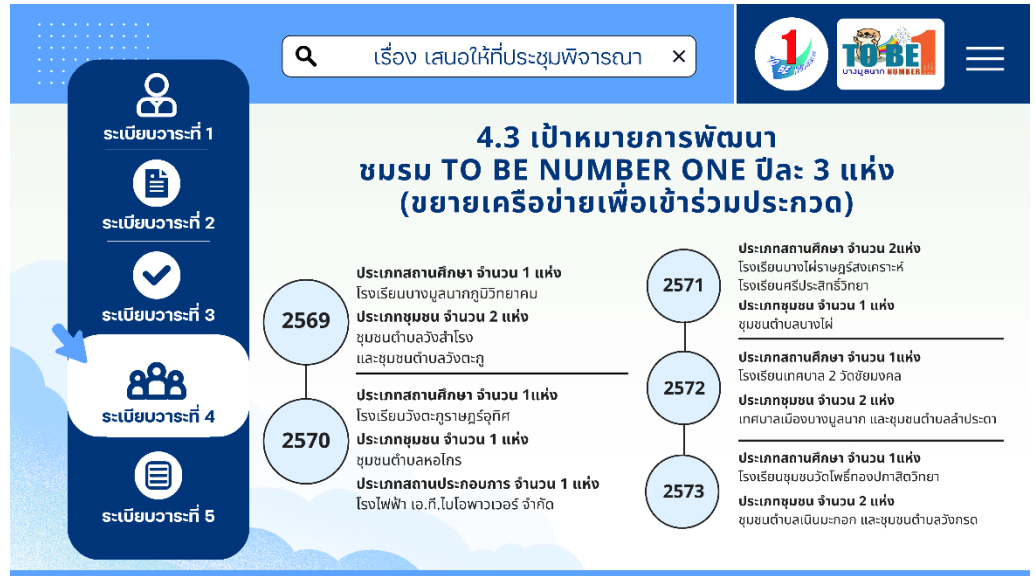 เรื่อง เสนอให้ที่ประชุมพิจารณา
1
TO BE 1
บางมูลนาก NUMBER
ระเบียบวาระที่ 1
ระเบียบวาระที่ 2
ระเบียบวาระที่ 3
ระเบียบวาระที่ 4
ระเบียบวาระที่ 5
4.3 เป้าหมายการพัฒนา
ชมรม TO BE NUMBER ONE ปีละ 3 แห่ง
(ขยายเครือข่ายเพื่อเข้าร่วมประกวด)
2569
ประเภทสถานศึกษา จำนวน 1 แห่ง
โรงเรียนบางมูลนากภูมิวิทยาคม
ประเภทชุมชน จำนวน 2 แห่ง
ชุมชนตำบลวังสำโรง
และชุมชนตำบลวังตะกู
2570
ประเภทสถานศึกษา จำนวน 1แห่ง
โรงเรียนวังตะกูราษฎร์อุทิศ
ประเภทชุมชน จำนวน 1 แห่ง
ชุมชนตำบลหอไกร
ประเภทสถานประกอบการ จำนวน 1 แห่ง
โรงไฟฟ้า เอ.ที.ไบโอพาวเวอร์ จำกัด
2571
ประเภทสถานศึกษา จำนวน 2แห่ง
โรงเรียนบางไผ่ราษฎร์สงเคราะห์
โรงเรียนศรีประสิทธิ์วิทยา
ประเภทชุมชน จำนวน 1 แห่ง
ชุมชนตำบลบางไผ่
2572
ประเภทสถานศึกษา จำนวน 1แห่ง
โรงเรียนเทศบาล 2 วัดชัยมงคล
ประเภทชุมชน จำนวน 2 แห่ง
เทศบาลเมืองบางมูลนาก และชุมชนตำบลลำประดา
2573
ประเภทสถานศึกษา จำนวน 1แห่ง
โรงเรียนชุมชนวัดโพธิ์ทองปภาสิตวิทยา
ประเภทชุมชน จำนวน 2 แห่ง
ชุมชนตำบลเนินมะกอก และชุมชนตำบลวังกรด